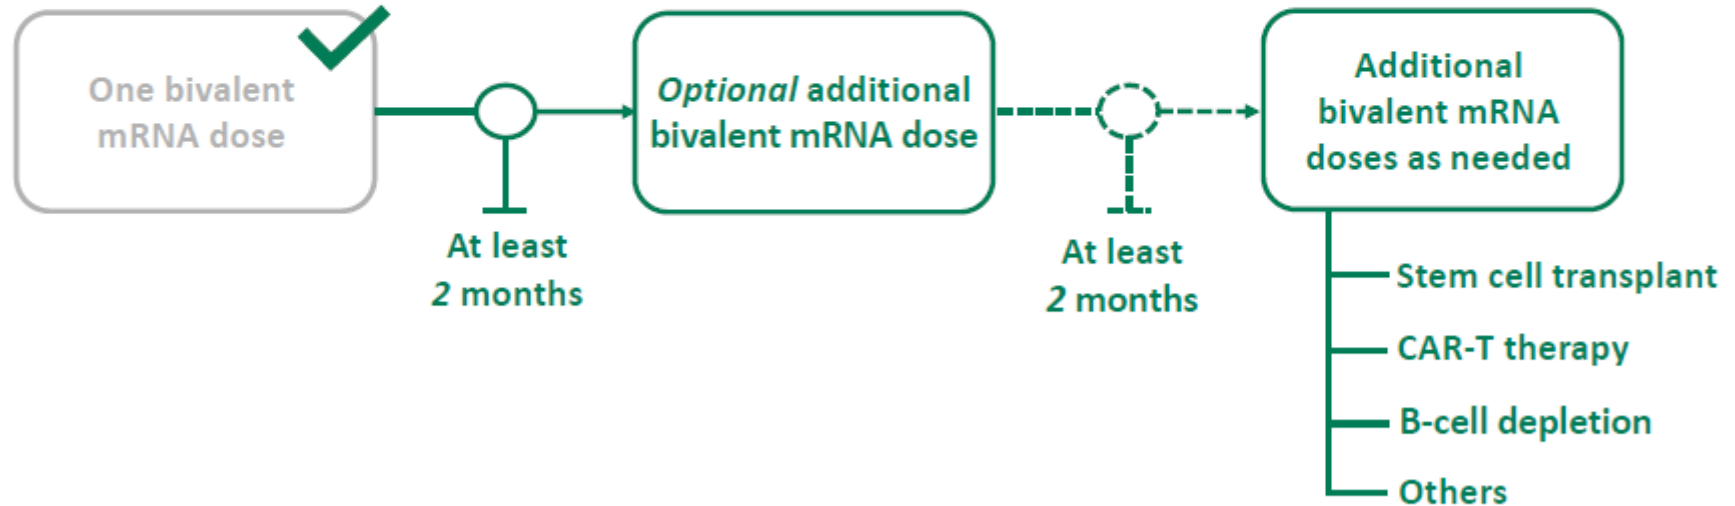 One bivalent
mRNA dose
At least
2 months
Optional additional
bivalent mRNA dose
At least
2 months
Additional
bivalent mRNA
doses as needed
Stem cell transplant
CAR-T therapy
B-cell depletion
Others